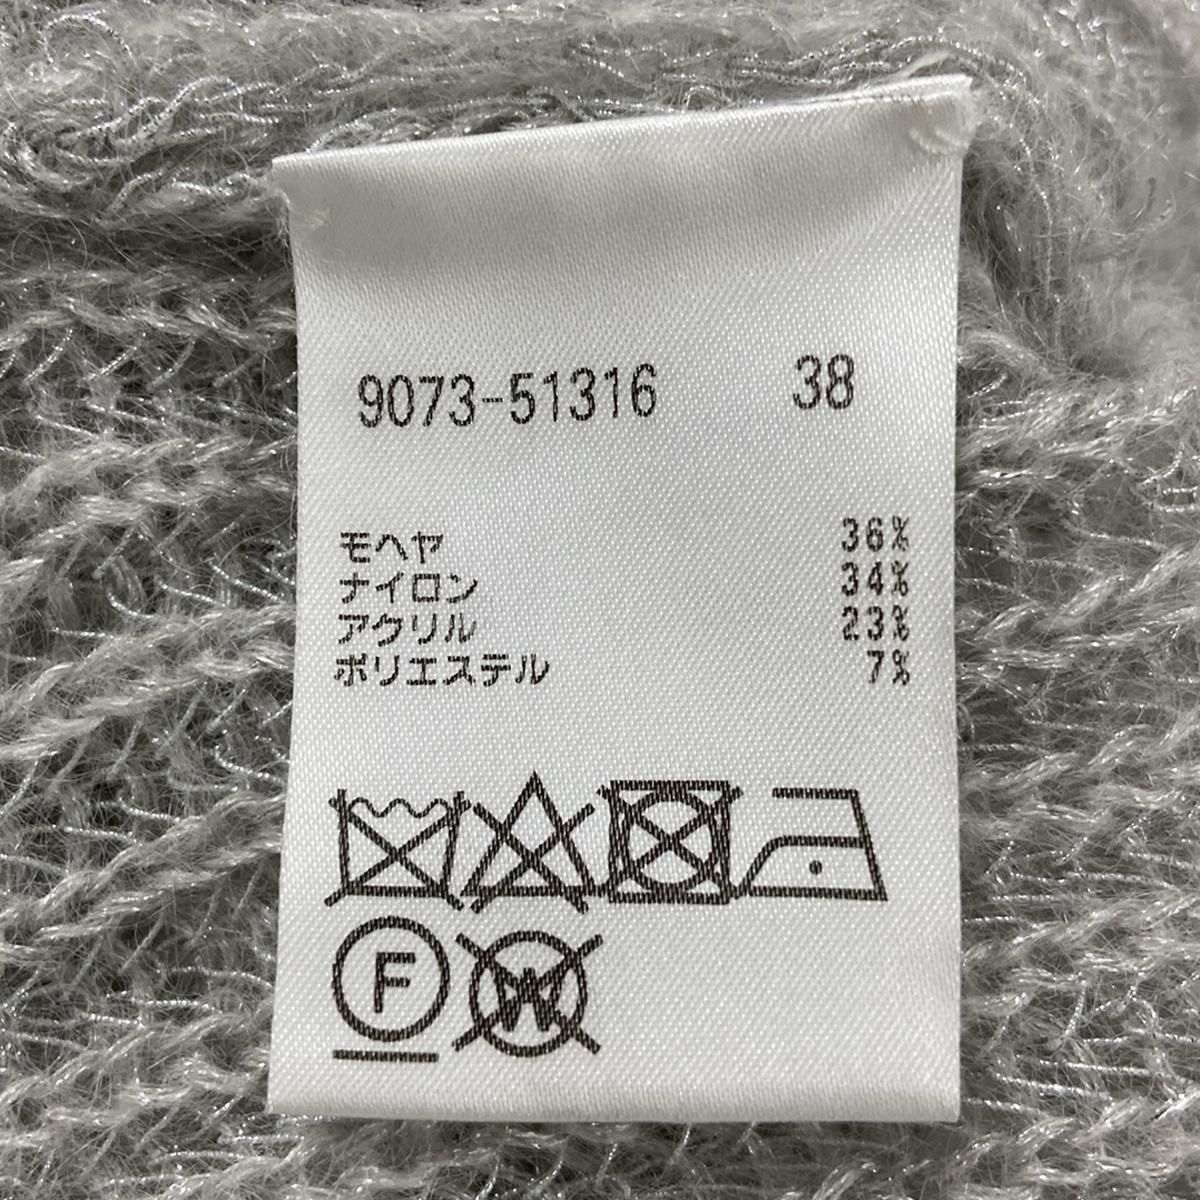 9073-51316 38
モヘヤ 36%
ナイロン 34%
アクリル 23%
ポリエステル 7%
F W